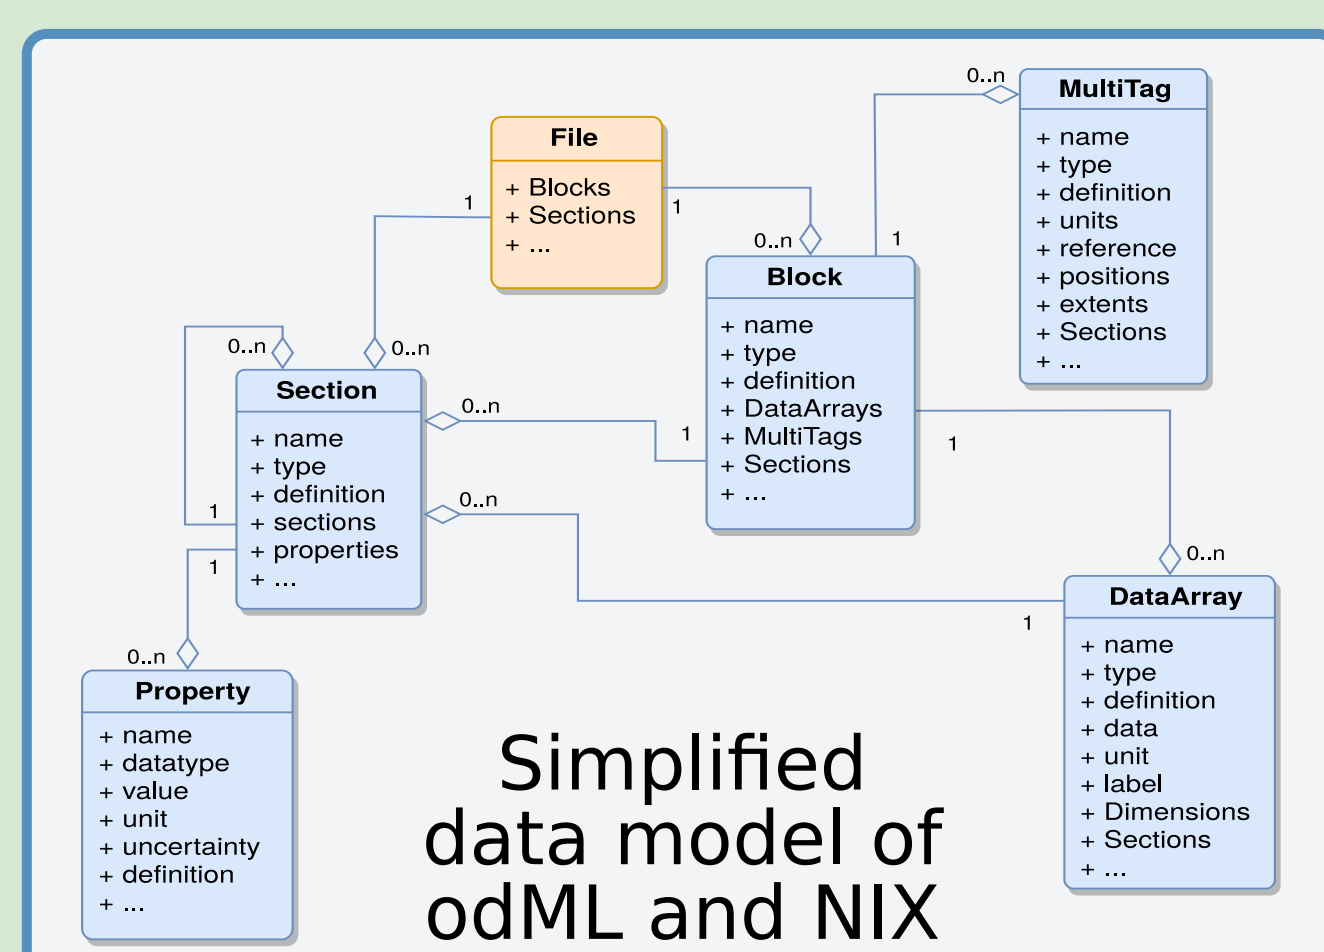 0..n
MultiTag
+ name
+ type
+ definition
+ units
+ reference
+ positions
+ extents
+ Sections
+ ...
File
+ Blocks
+ Sections
+ ...
1
1
0..n
1
Block
+ name
+ type
+ definition
+ DataArrays
+ MultiTags
+ Sections
+ ...
0..n
0..n
Section
+ name
+ type
+ definition
+ sections
+ properties
+ ...
0..n
1
1
0..n
1
1
0..n
1
0..n
Property
+ name
+ datatype
+ value
+ unit
+ uncertainty
+ definition
+ ...
DataArray
+ name
+ type
+ definition
+ data
+ unit
+ label
+ Dimensions
+ Sections
+ ...
Simplified
data model of
odML and NIX